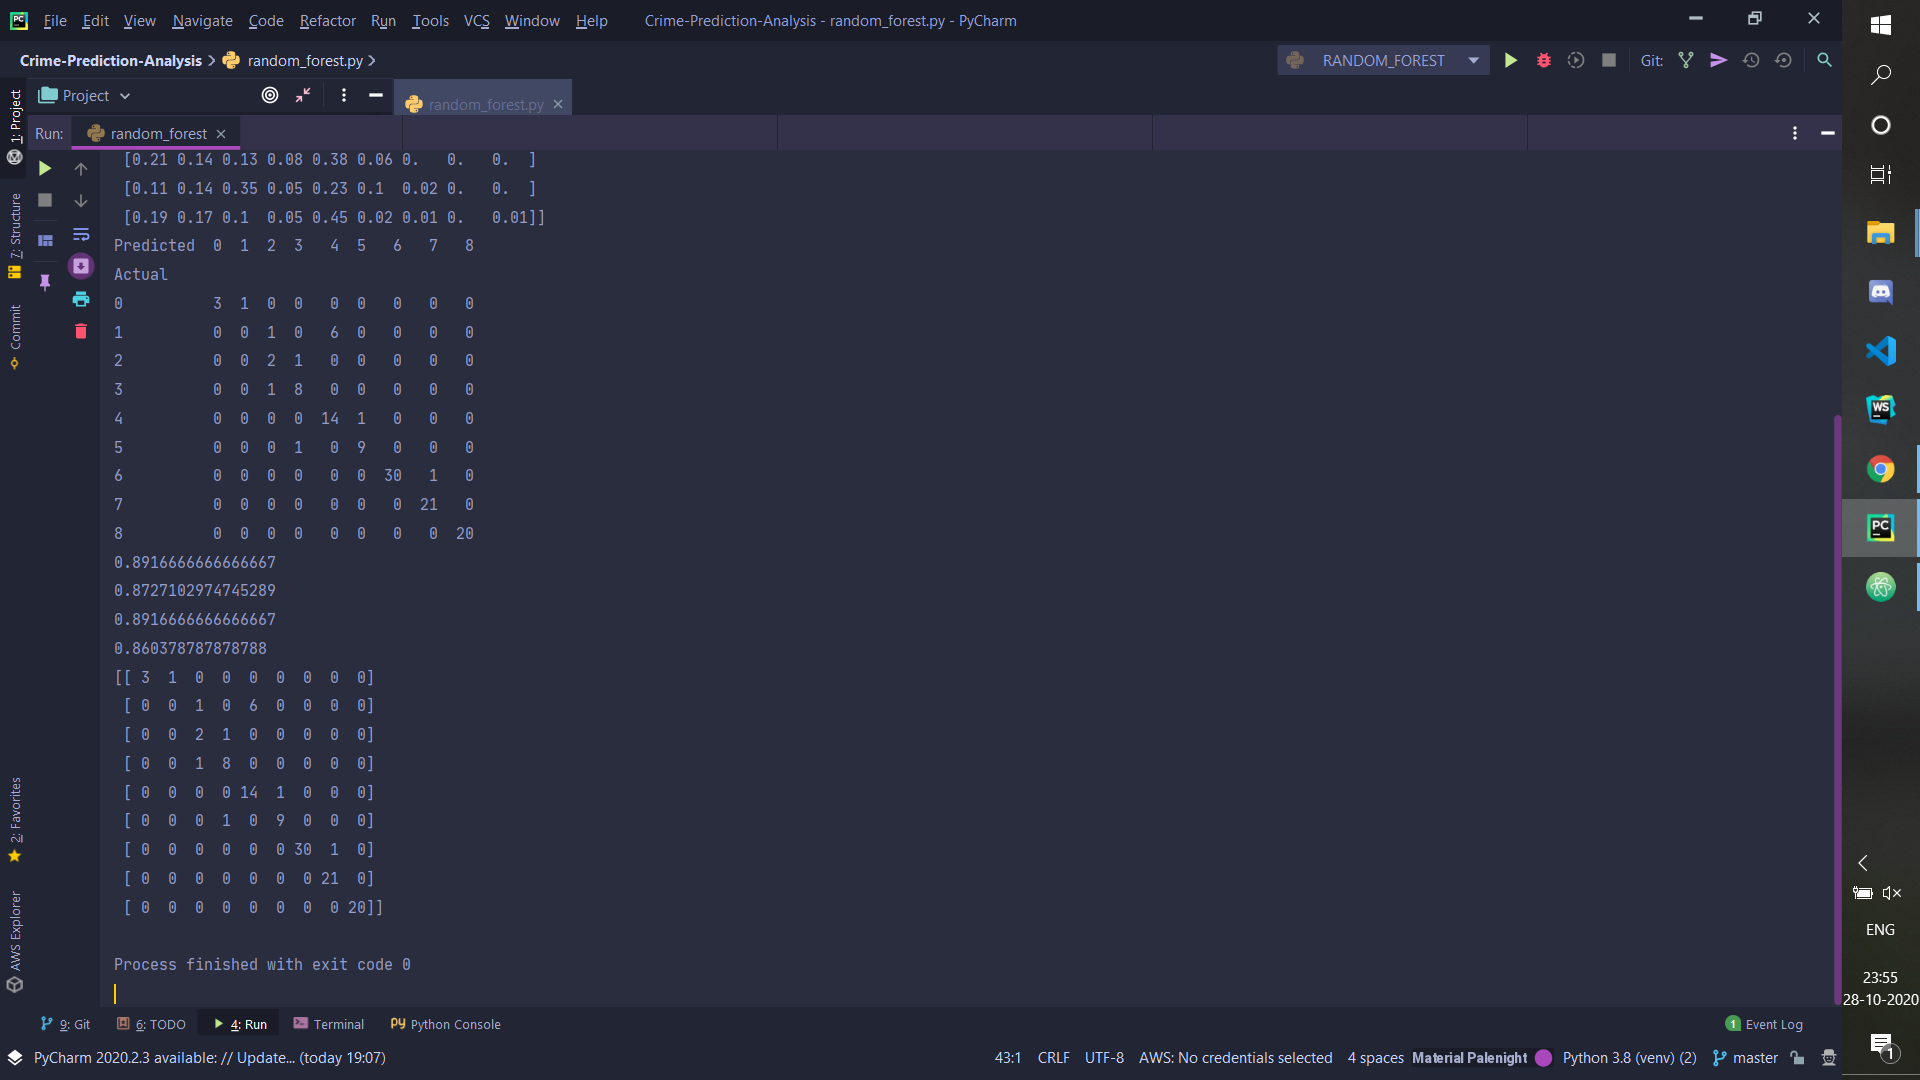 PC File Edit View Navigate Code Refactor Run Tools VCS Window Help Crime-Prediction-Analysis - random_forest.py - PyCharm
Crime-Prediction-Analysis random_forest.py RANDOM_FOREST Git:
1: Project
Project random_forest.py
Run: random_forest
[0.21 0.14 0.13 0.08 0.38 0.06 0. 0. 0. ]
[0.11 0.14 0.35 0.05 0.23 0.1 0.02 0. 0. ]
[0.19 0.17 0.1 0.05 0.45 0.02 0.01 0. 0.01]]
Predicted 0 1 2 3 4 5 6 7 8
Actual
0 3 1 0 0 0 0 0 0 0
1 0 0 1 0 6 0 0 0 0
2 0 0 2 1 0 0 0 0 0
3 0 0 1 8 0 0 0 0 0
4 0 0 0 0 14 1 0 0 0
5 0 0 0 1 0 9 0 0 0
6 0 0 0 0 0 0 30 1 0
7 0 0 0 0 0 0 0 21 0
8 0 0 0 0 0 0 0 0 20
0.8916666666666667
0.8727102974745289
0.8916666666666667
0.860378787878788
[[ 3 1 0 0 0 0 0 0 0]
[ 0 0 1 0 6 0 0 0 0]
[ 0 0 2 1 0 0 0 0 0]
[ 0 0 1 8 0 0 0 0 0]
[ 0 0 0 0 14 1 0 0 0]
[ 0 0 0 1 0 9 0 0 0]
[ 0 0 0 0 0 0 30 1 0]
[ 0 0 0 0 0 0 0 21 0]
[ 0 0 0 0 0 0 0 0 20]]
Process finished with exit code 0
7: Structure
Commit
2: Favorites
AWS Explorer
9: Git 6: TODO 4: Run Terminal Python Console 1 Event Log
PyCharm 2020.2.3 available: // Update... (today 19:07) 43:1 CRLF UTF-8 AWS: No credentials selected 4 spaces Material Palenight Python 3.8 (venv) (2) master
WS
PC
ENG
23:55
28-10-2020
1